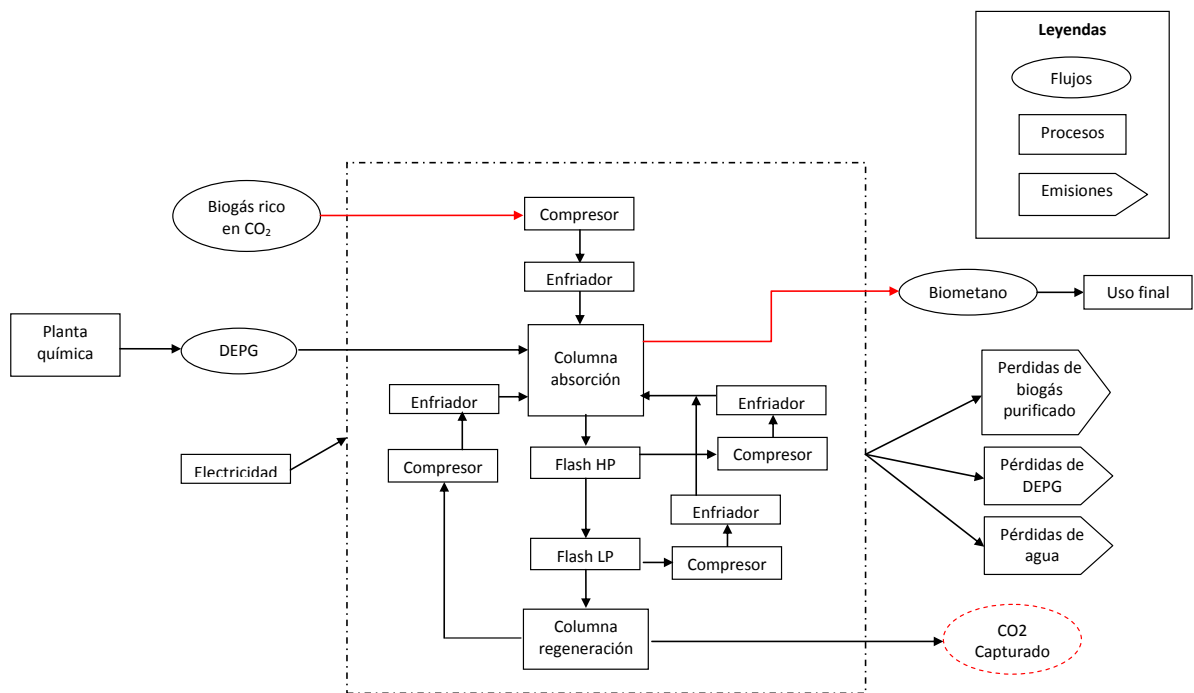 Leyendas
Flujos
Procesos
Emisiones
Biogás rico
en CO₂
Compresor
Enfriador
Biometano
Uso final
Planta
química
DEPG
Columna
absorción
Enfriador
Enfriador
Perdidas de
biogás
purificado
Electricidad
Compresor
Flash HP
Compresor
Pérdidas de
DEPG
Enfriador
Flash LP
Compresor
Pérdidas de
agua
Columna
regeneración
CO2
Capturado